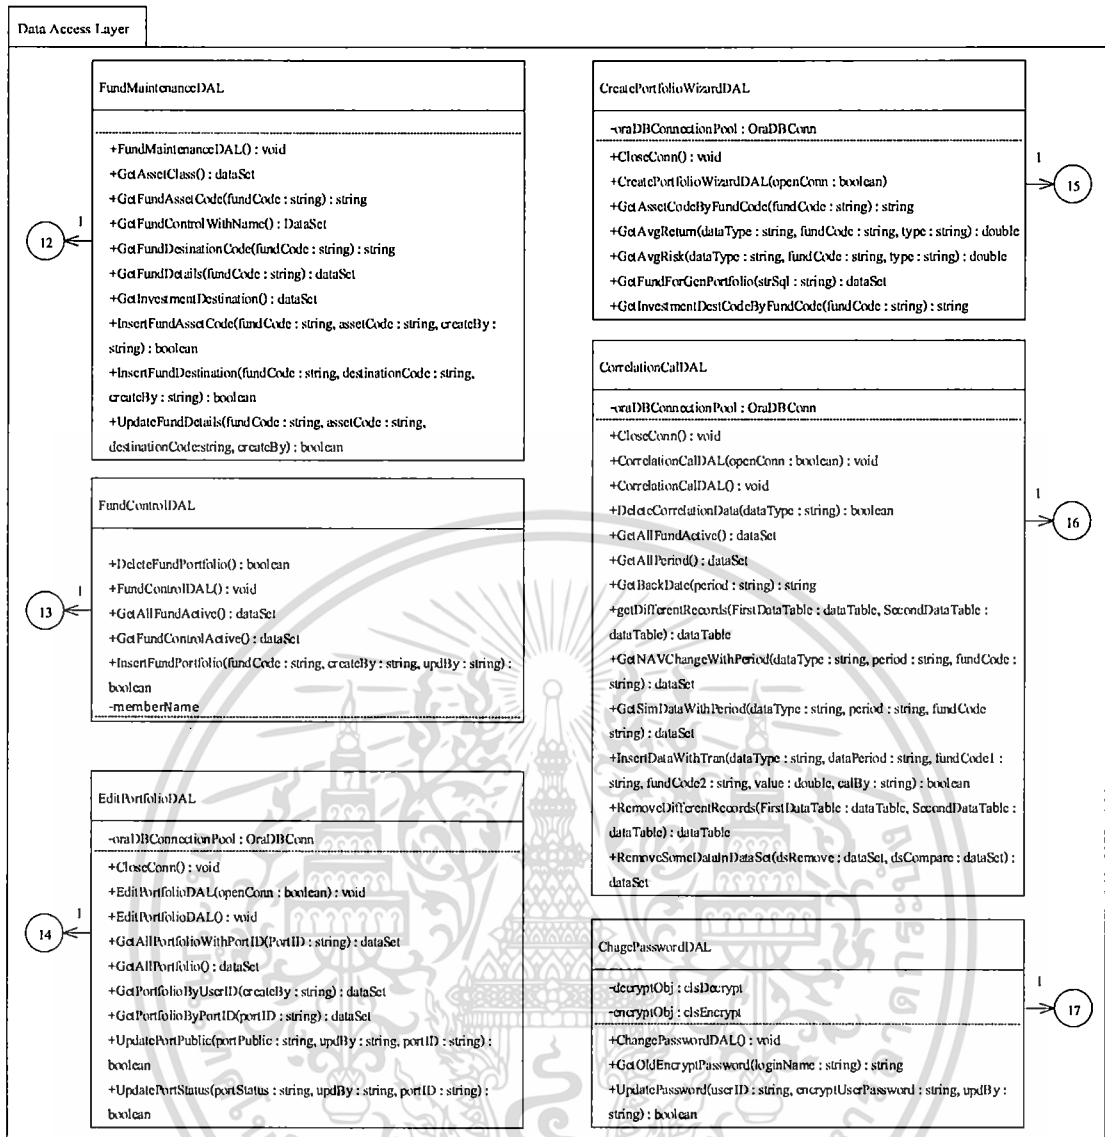 Data Access Layer
FundMaintenanceDAL
+FundMaintenanceDAL() : void
+GetAssetClass() : dataSet
+GetFundAssetCode(fundCode : string) : string
+GetFundControlWithName() : DataSet
+GetFundDesinationCode(fundCode : string) : string
+GetFundDetails(fundCode : string) : dataSet
+GetInvestmentDestination() : dataSet
+InsertFundAssetCode(fundCode : string, assetCode : string, createBy :
string) : boolean
+InsertFundDestination(fundCode : string, destinationCode : string,
createBy : string) : boolean
+UpdateFundDetails(fundCode : string, assetCode : string,
destinationCode:string, createBy) : boolean
1
12
FundControlDAL
+DeleteFundPortfolio() : boolean
+FundControlDAL() : void
+GetAllFundActive() : dataSet
+GetFundControlActive() : dataSet
+InsertFundPortfolio(fundCode : string, createBy : string, updBy : string) :
boolean
-memberName
1
13
EditPortfolioDAL
-oraDBConnectionPool : OraDBConn
+CloseConn() : void
+EditPortfolioDAL(openConn : boolean) : void
+EditPortfolioDAL() : void
+GetAllPortfolioWithPortID(PortID : string) : dataSet
+GetAllPortfolio() : dataSet
+GetPortfolioByUserID(createBy : string) : dataSet
+GetPortfolioByPortID(portID : string) : dataSet
+UpdatePortPublic(portPublic : string, updBy : string, portID : string) :
boolean
+UpdatePortStatus(portStatus : string, updBy : string, portID : string) :
boolean
1
14
CreatePortfolioWizardDAL
-oraDBConnectionPool : OraDBConn
+CloseConn() : void
+CreatePortfolioWizardDAL(openConn : boolean)
+GetAssetCodeByFundCode(fundCode : string) : string
+GetAvgReturn(dataType : string, fundCode : string, type : string) : double
+GetAvgRisk(dataType : string, fundCode : string, type : string) : double
+GetFundForGenPortfolio(strSql : string) : dataSet
+GetInvestmentDestCodeByFundCode(fundCode : string) : string
1
15
CorrelationCalDAL
-oraDBConnectionPool : OraDBConn
+CloseConn() : void
+CorrelationCalDAL(openConn : boolean) : void
+CorrelationCalDAL() : void
+DeleteCorrelationData(dataType : string) : boolean
+GetAllFundActive() : dataSet
+GetAllPeriod() : dataSet
+GetBackDate(period : string) : string
+getDifferentRecords(FirstDataTable : dataTable, SecondDataTable :
dataTable) : dataTable
+GetNAVChangeWithPeriod(dataType : string, period : string, fundCode :
string) : dataSet
+GetSimDataWithPeriod(dataType : string, period : string, fundCode
string) : dataSet
+InsertDataWithTran(dataType : string, dataPeriod : string, fundCode1 :
string, fundCode2 : string, value : double, calBy : string) : boolean
+RemoveDifferentRecords(FirstDataTable : dataTable, SecondDataTable :
dataTable) : dataTable
+RemoveSomeDataInDataSet(dsRemove : dataSet, dsCompare : dataSet) :
dataSet
1
16
ChagePasswordDAL
-decryptObj : clsDecrypt
-encryptObj : clsEncrypt
+ChangePasswordDAL() : void
+GetOldEncryptPassword(loginName : string) : string
+UpdatePassword(userID : string, encryptUserPassword : string, updBy :
string) : boolean
1
17